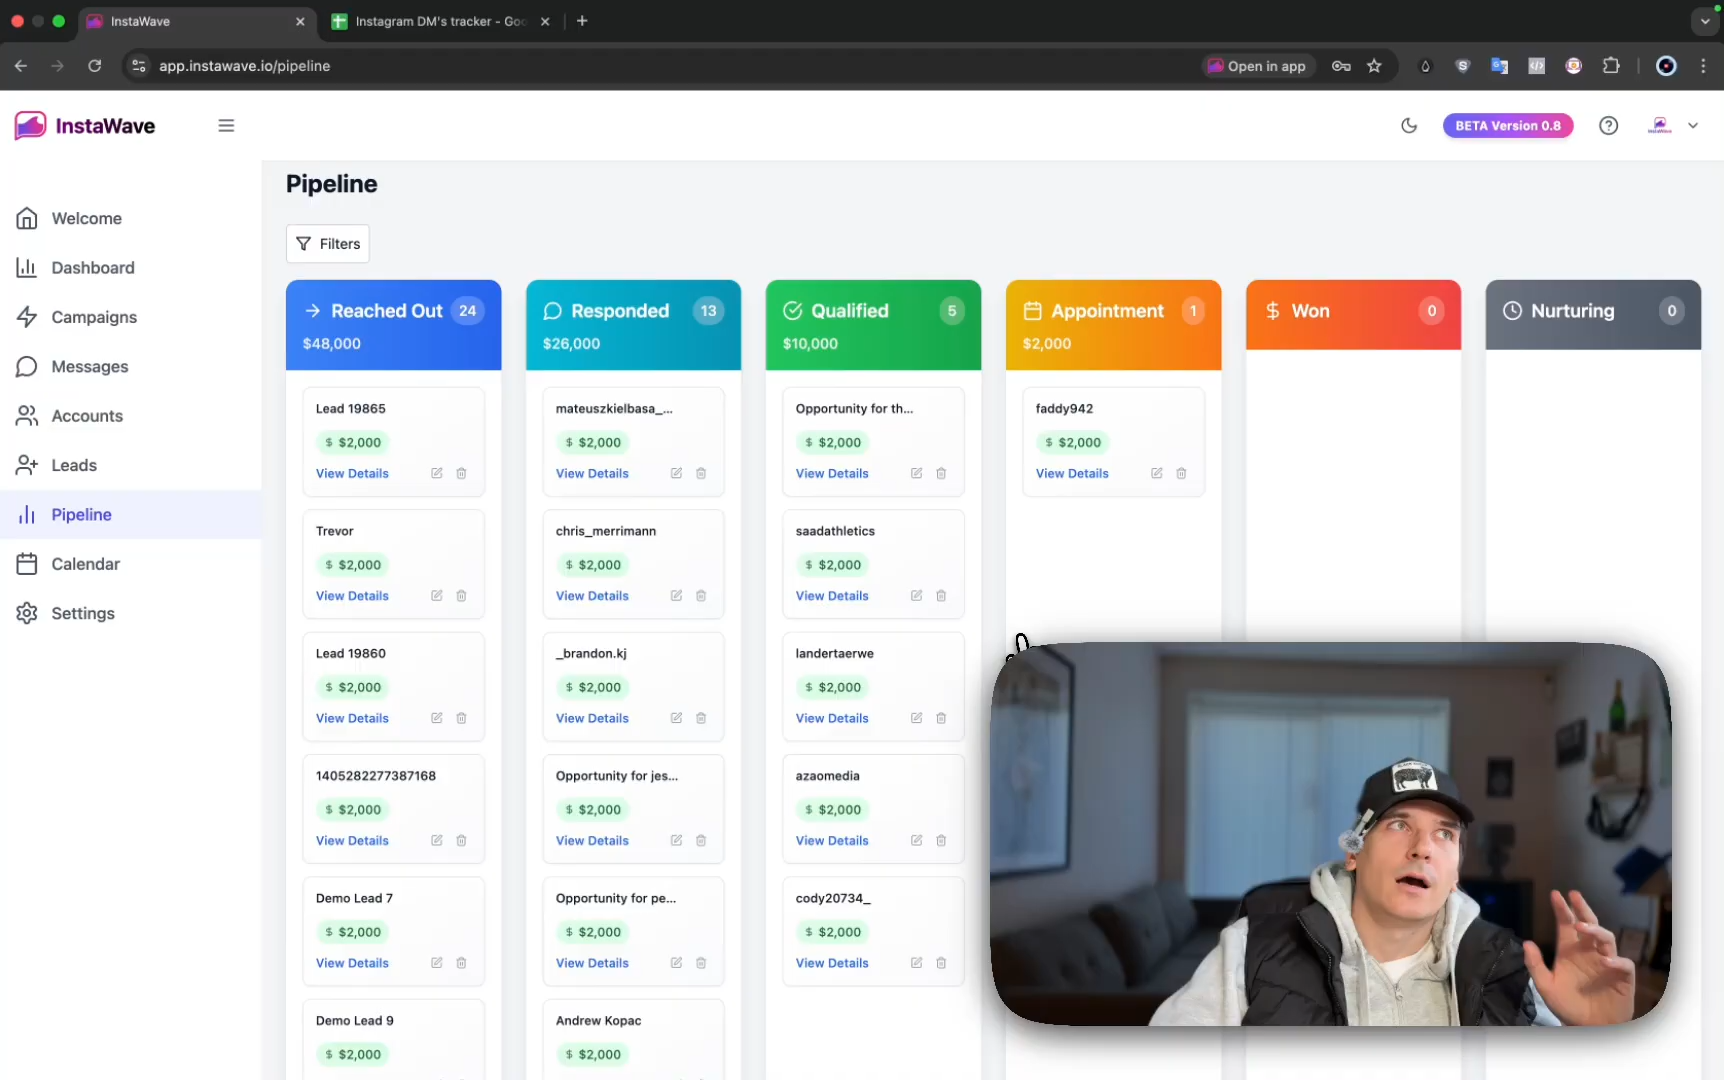 InstaWave
Instagram DM's tracker - Goo
app.instawave.io/pipeline
Open in app
InstaWave
BETA Version 0.8
Welcome
Dashboard
Campaigns
Messages
Accounts
Leads
Pipeline
Calendar
Settings
Pipeline
Filters
Reached Out 24
$48,000
Lead 19865
$ $2,000
View Details
Trevor
$ $2,000
View Details
Lead 19860
$ $2,000
View Details
1405282277387168
$ $2,000
View Details
Demo Lead 7
$ $2,000
View Details
Demo Lead 9
$ $2,000
Responded 13
$26,000
mateuszkielbasa_...
$ $2,000
View Details
chris_merrimann
$ $2,000
View Details
_brandon.kj
$ $2,000
View Details
Opportunity for jes...
$ $2,000
View Details
Opportunity for pe...
$ $2,000
View Details
Andrew Kopac
$ $2,000
Qualified 5
$10,000
Opportunity for th...
$ $2,000
View Details
saadathletics
$ $2,000
View Details
landertaerwe
$ $2,000
View Details
azaomedia
$ $2,000
View Details
cody20734_
$ $2,000
View Details
Appointment 1
$2,000
faddy942
$ $2,000
View Details
$ Won 0
Nurturing 0